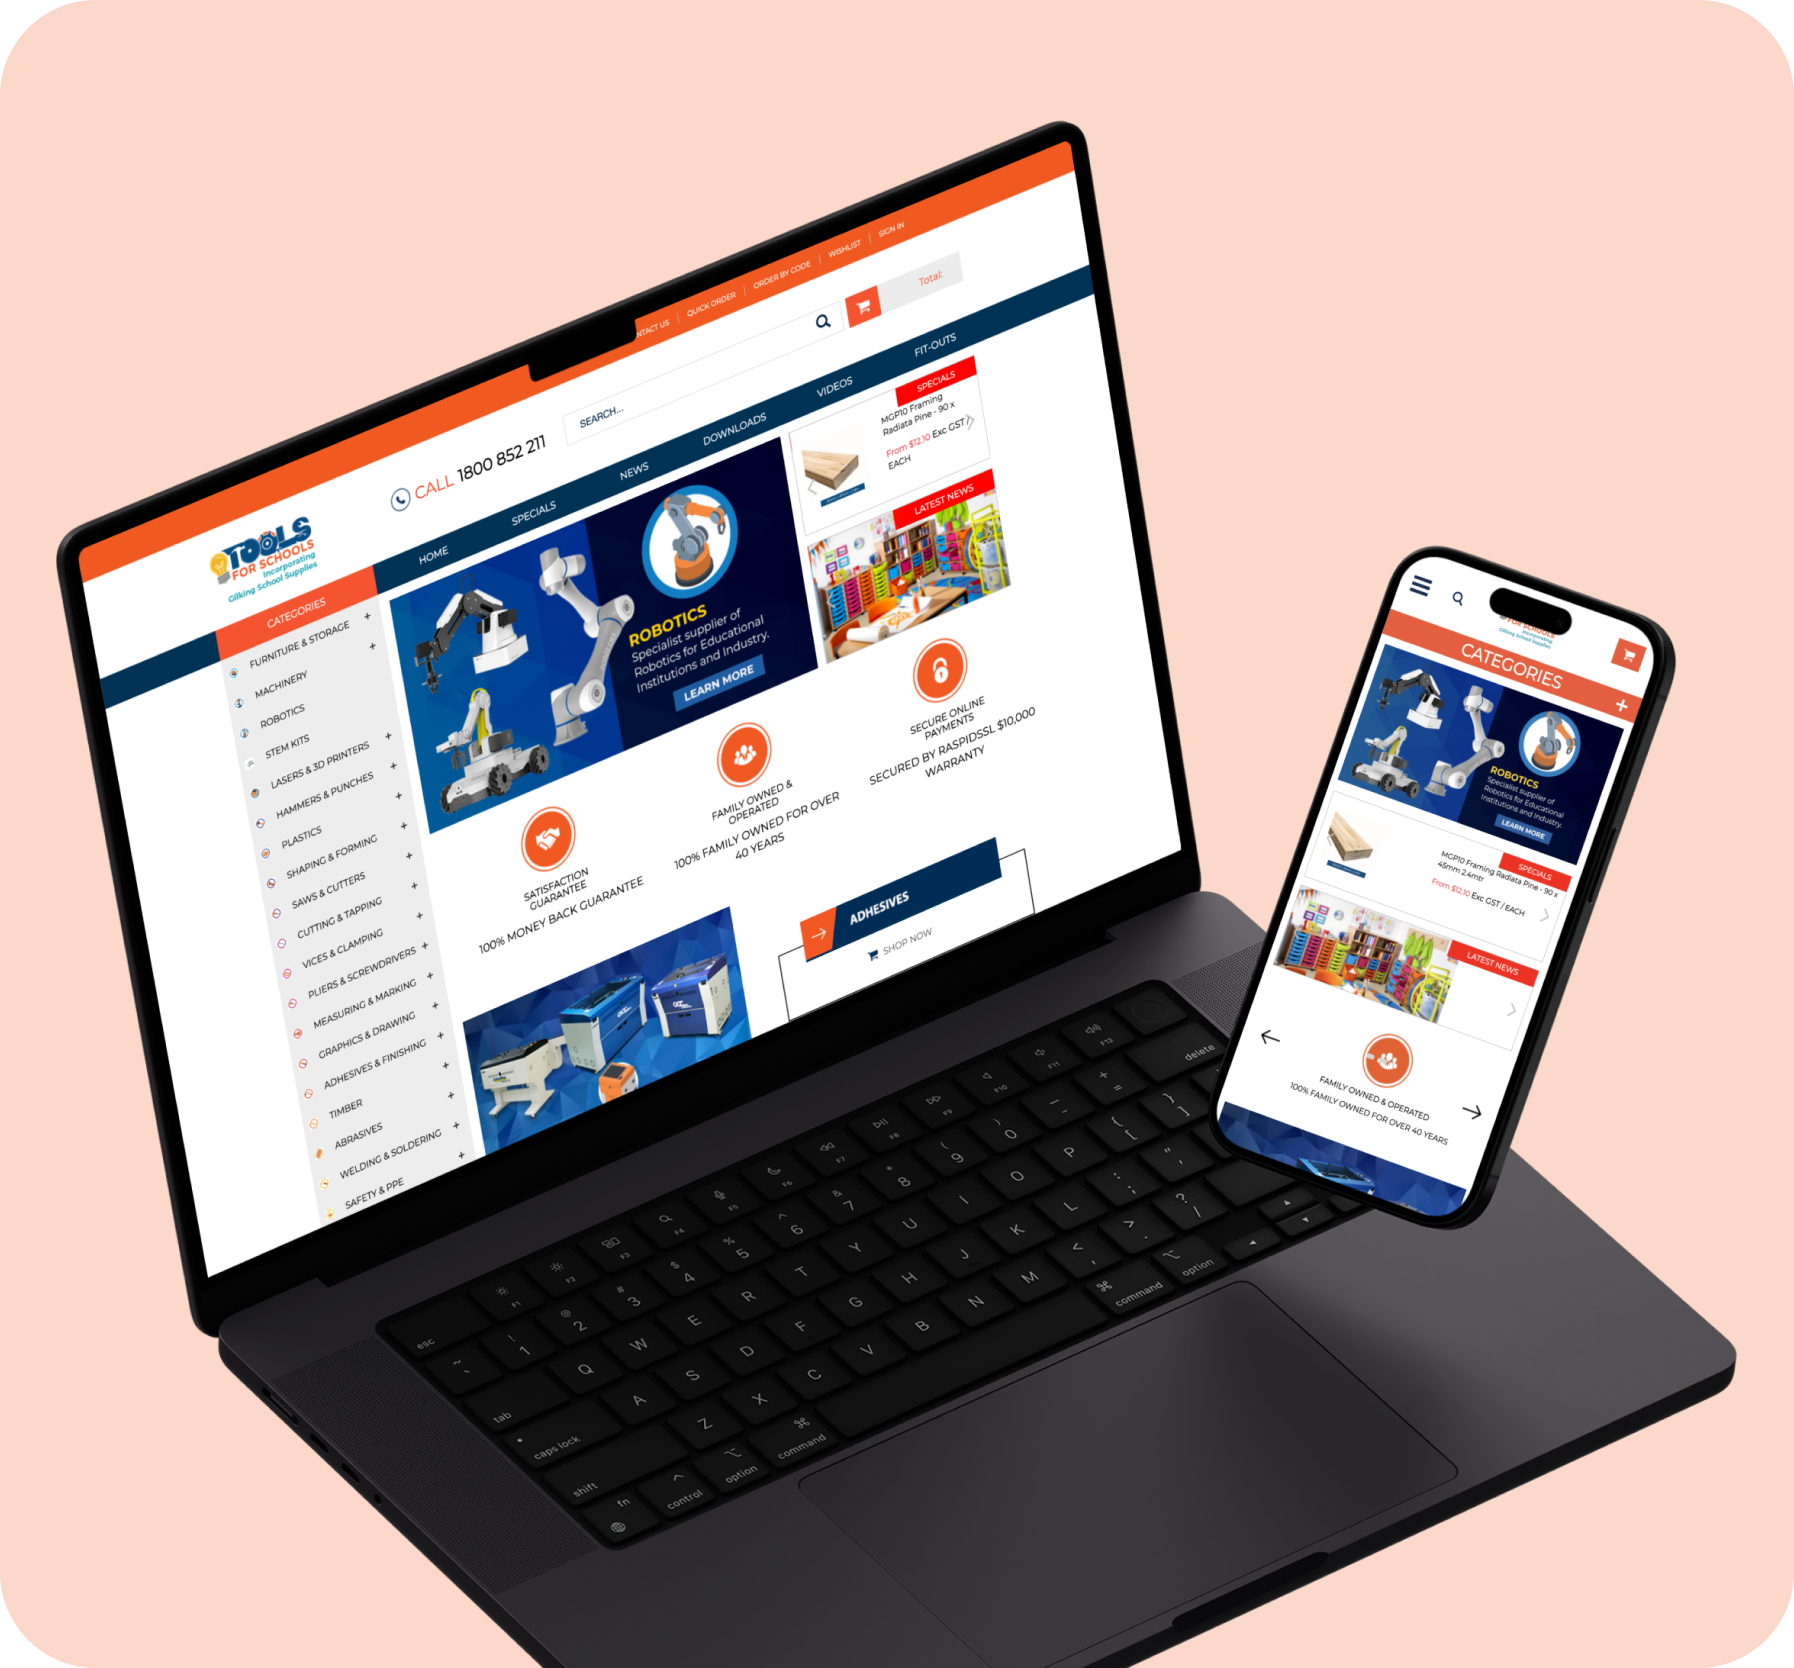 NTACT US
QUICK ORDER
ORDER BY CODE
WISHLIST
SIGN IN
TOOLS
FOR SCHOOLS
Incorporating
Gilking School Supplies
CALL 1800 852 211
SEARCH...
Total:
CATEGORIES
HOME
SPECIALS
NEWS
DOWNLOADS
VIDEOS
FIT-OUTS
FURNITURE & STORAGE +
MACHINERY +
ROBOTICS
STEM KITS
LASERS & 3D PRINTERS +
HAMMERS & PUNCHES +
PLASTICS +
SHAPING & FORMING +
SAWS & CUTTERS +
CUTTING & TAPPING +
VICES & CLAMPING +
PLIERS & SCREWDRIVERS +
MEASURING & MARKING +
GRAPHICS & DRAWING +
ADHESIVES & FINISHING +
TIMBER +
ABRASIVES +
WELDING & SOLDERING +
SAFETY & PPE +
ROBOTICS
Specialist supplier of
Robotics for Educational
Institutions and Industry.
LEARN MORE
SPECIALS
MGP10 Framing
Radiata Pine - 90 x
From $12.10 Exc GST /
EACH
LATEST NEWS
SATISFACTION
GUARANTEE
100% MONEY BACK GUARANTEE
FAMILY OWNED &
OPERATED
100% FAMILY OWNED FOR OVER
40 YEARS
SECURE ONLINE
PAYMENTS
SECURED BY RASPIDSSL $10,000
WARRANTY
ADHESIVES
SHOP NOW
FOR SCHOOLS
Incorporating
Gilking School Supplies
CATEGORIES
+
ROBOTICS
Specialist supplier of
Robotics for Educational
Institutions and Industry.
LEARN MORE
SPECIALS
MGP10 Framing Radiata Pine - 90 x
45mm 2.4mtr
From $12.10 Exc GST / EACH
LATEST NEWS
FAMILY OWNED & OPERATED
100% FAMILY OWNED FOR OVER 40 YEARS
esc F1 F2 F3 F4 F5 F6 F7 F8 F9 F10 F11 F12
~ ` ! 1 @ 2 # 3 $ 4 % 5 ^ 6 & 7 * 8 ( 9 ) 0 _ - + = delete
tab Q W E R T Y U I O P { [ } ]
caps lock A S D F G H J K L : ; " '
shift Z X C V B N M < , > . ? /
fn control option command command option